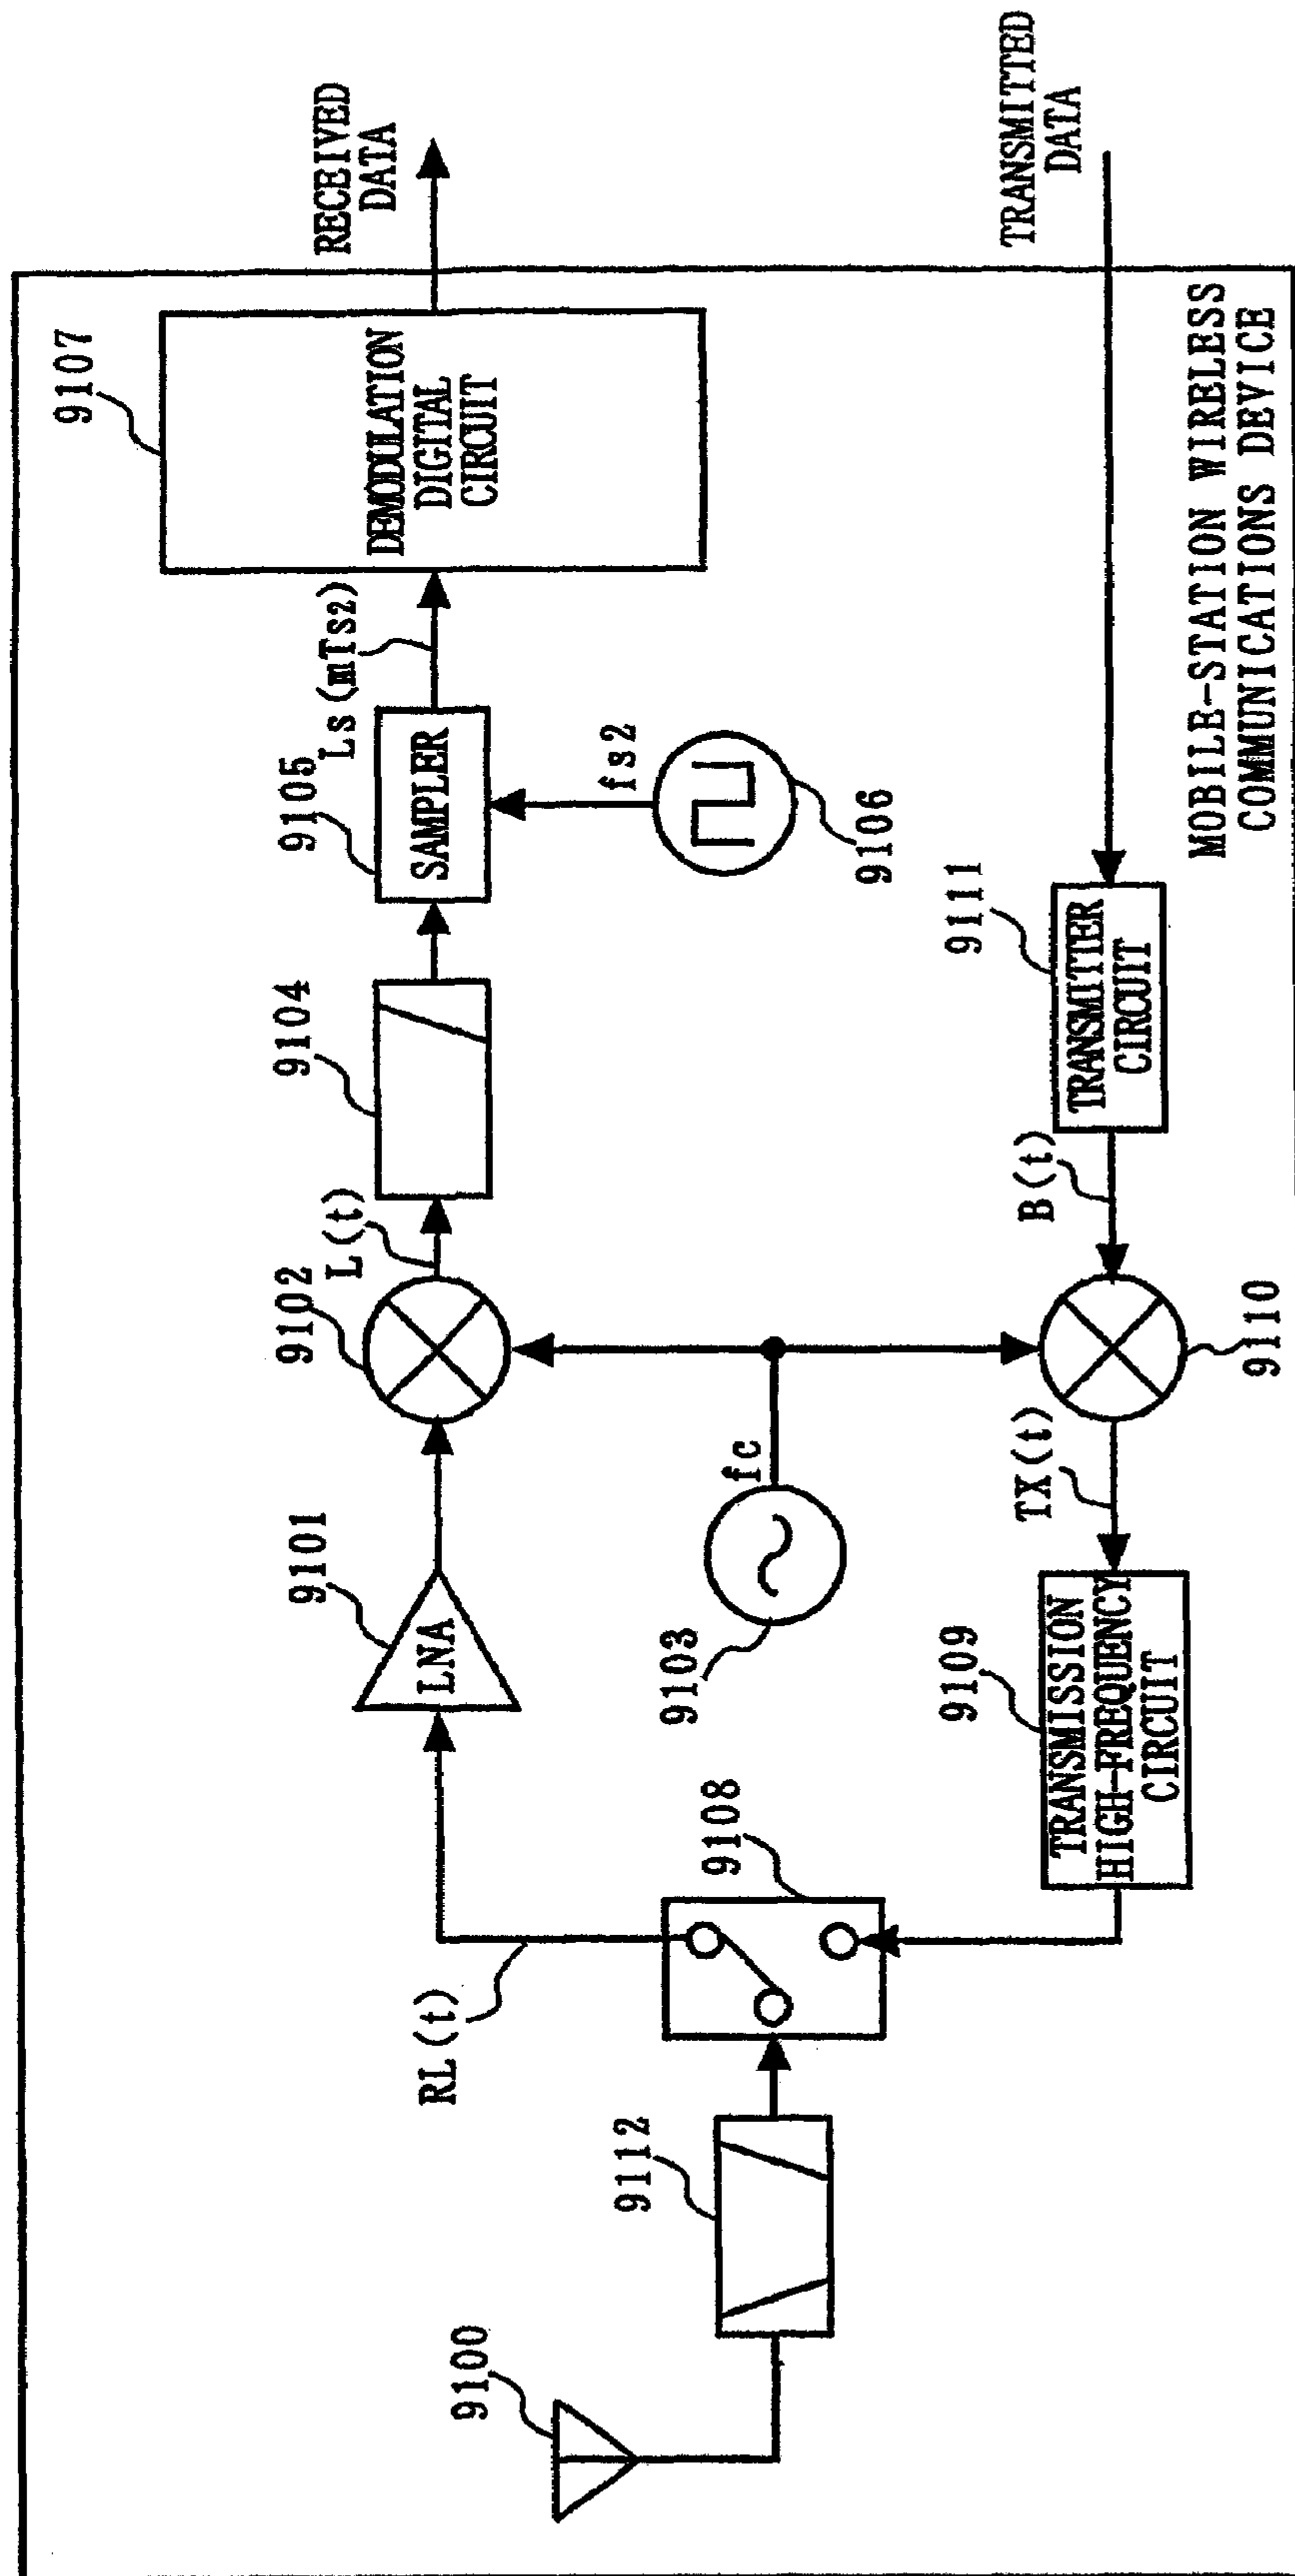 9107
RECEIVED
DATA
DEMODULATION
DIGITAL
CIRCUIT
Ls(mTs2)
9105
SAMPLER
fs2
9106
9104
L(t)
9102
9101
LNA
fc
9103
RL(t)
9108
9112
9100
TRANSMITTED
DATA
9111
TRANSMITTER
CIRCUIT
B(t)
9110
TX(t)
9109
TRANSMISSION
HIGH-FREQUENCY
CIRCUIT
MOBILE-STATION WIRELESS
COMMUNICATIONS DEVICE